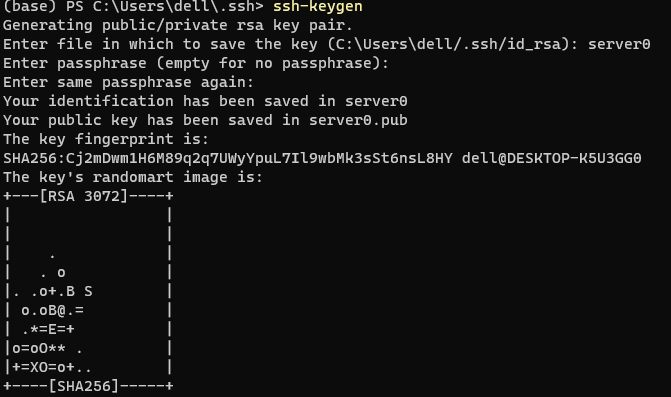 (base) PS C:\Users\dell\.ssh> ssh-keygen
Generating public/private rsa key pair.
Enter file in which to save the key (C:\Users\dell/.ssh/id_rsa): server0
Enter passphrase (empty for no passphrase):
Enter same passphrase again:
Your identification has been saved in server0
Your public key has been saved in server0.pub
The key fingerprint is:
SHA256:Cj2mDwm1H6M89q2q7UWyYpuL7Il9wbMk3sSt6nsL8HY dell@DESKTOP-K5U3GG0
The key's randomart image is:
+---[RSA 3072]----+
|                 |
|                 |
|    .            |
|   . o           |
|. .o+.B S        |
| o.oB@.=         |
| .*=E=+          |
|o=oO** .         |
|+=XO=o+..        |
+----[SHA256]-----+